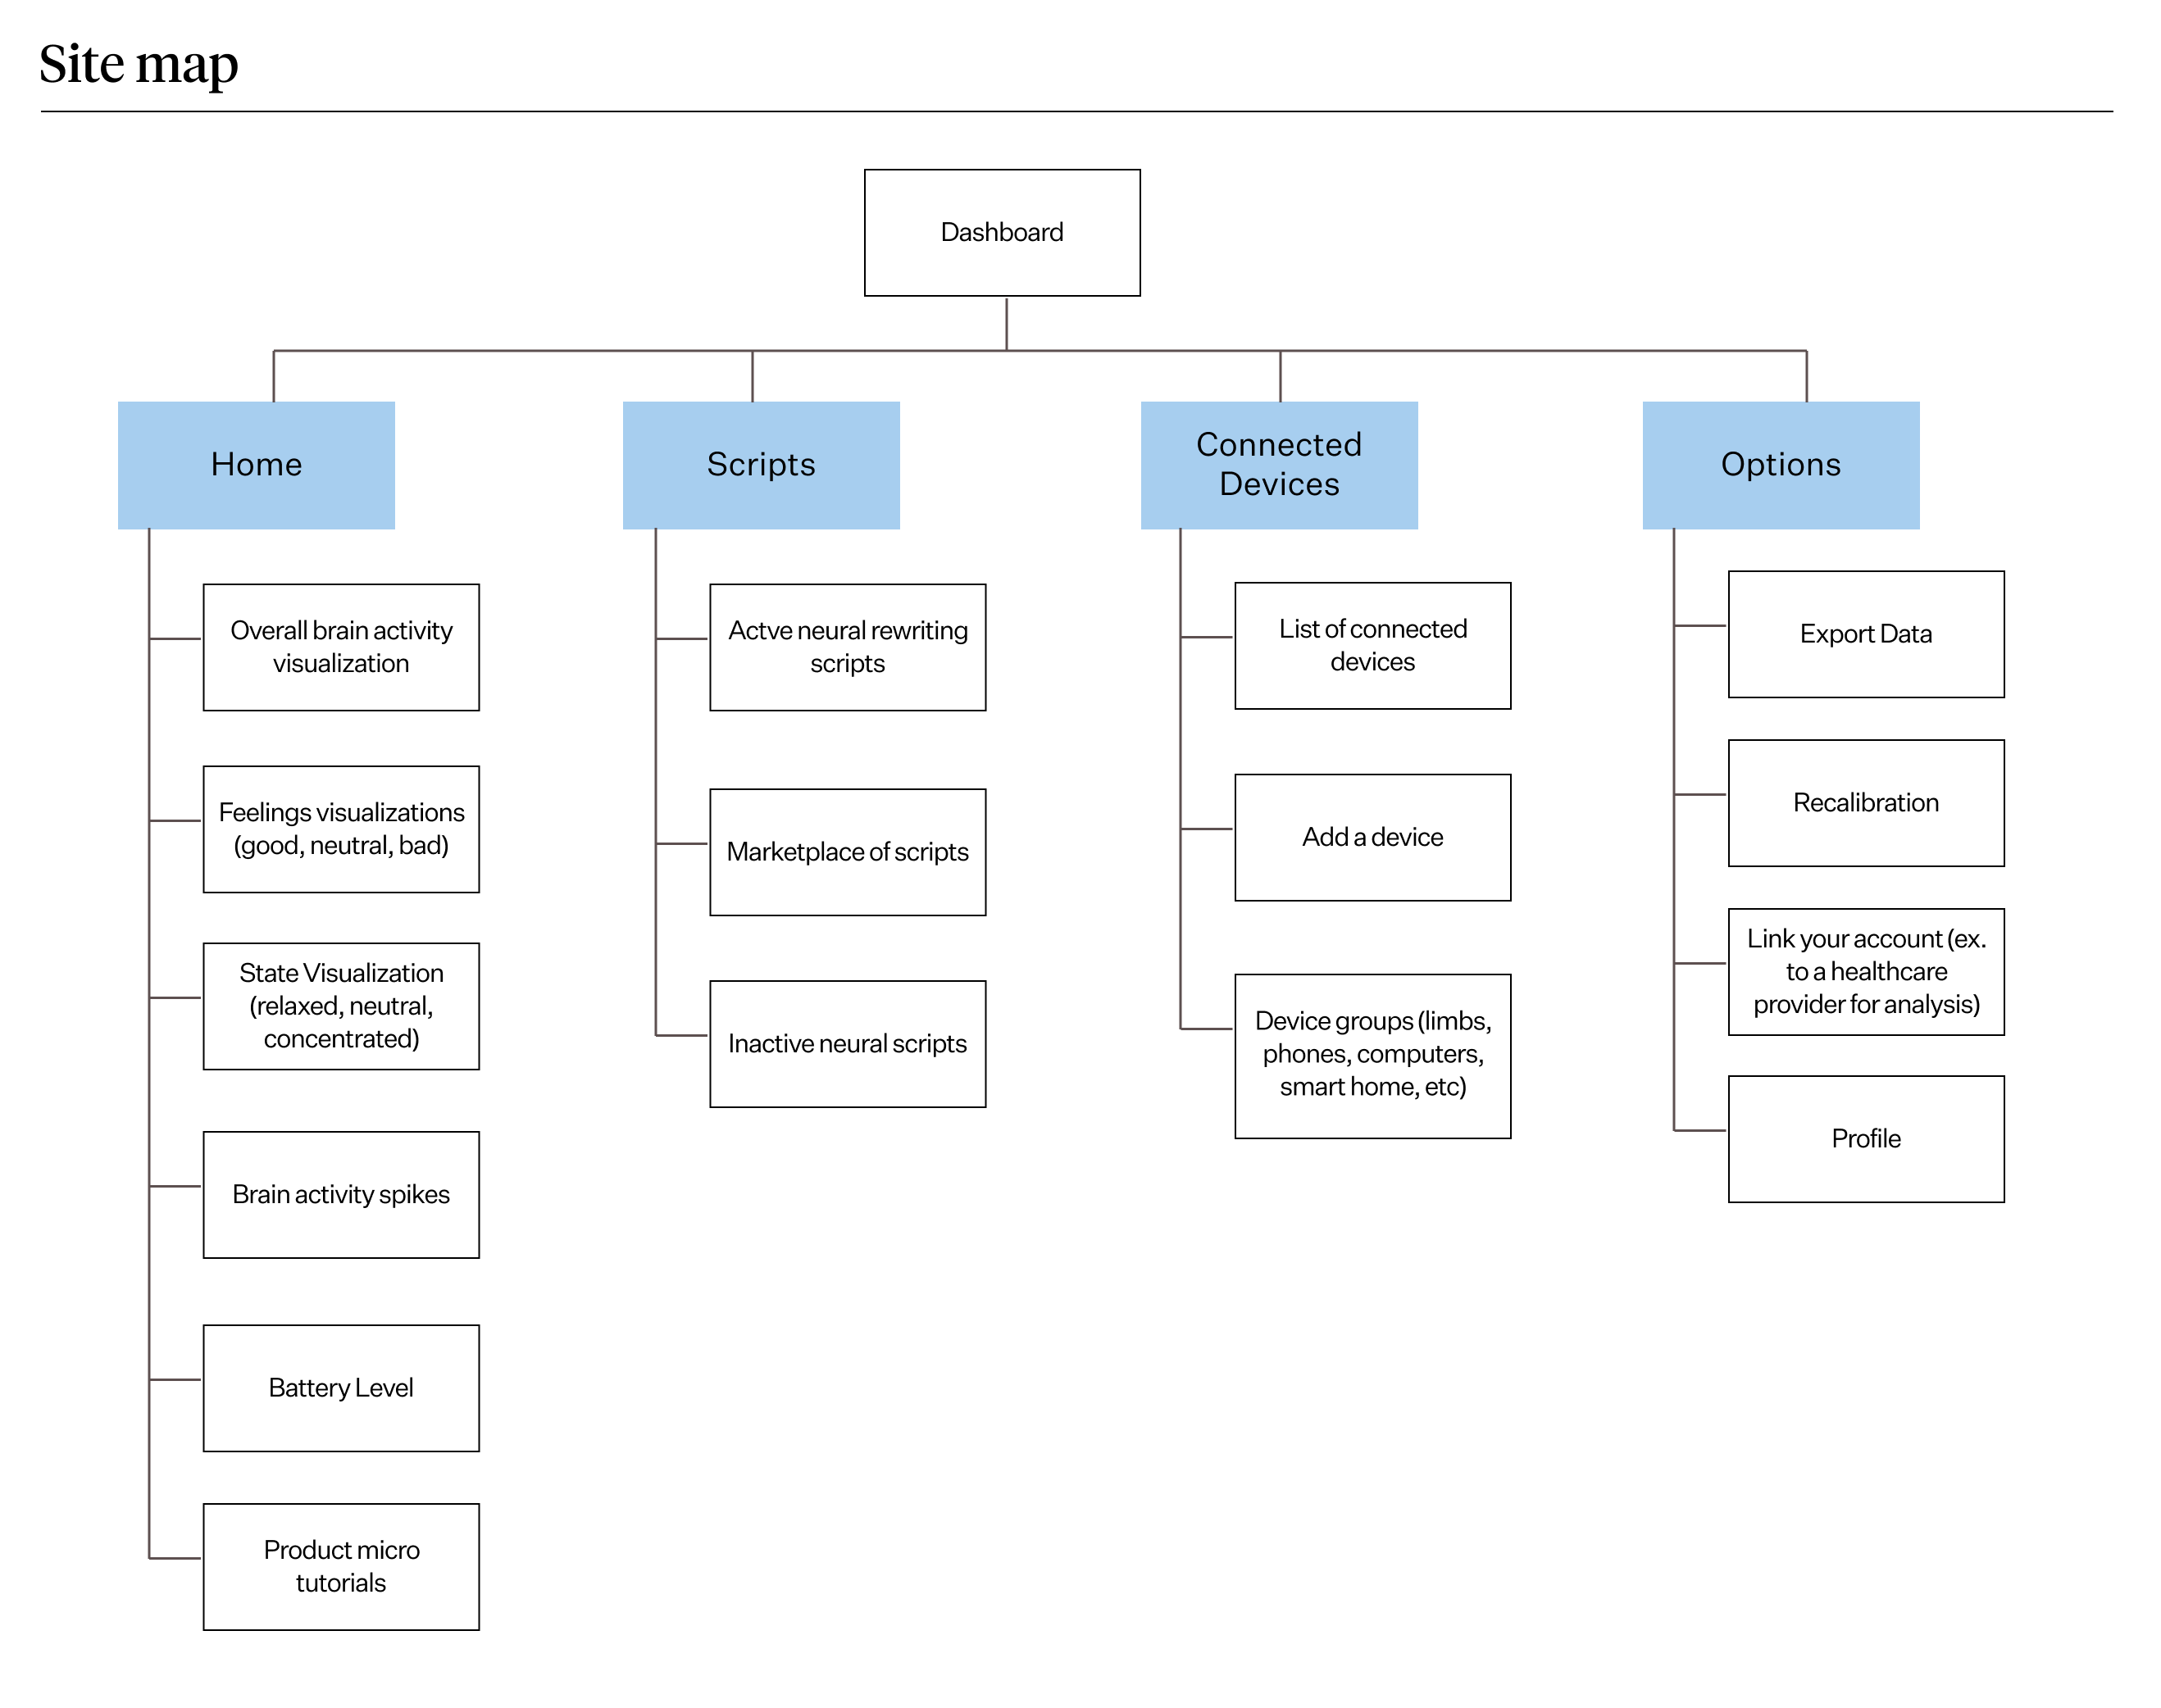 Site map
Dashboard
Home
Scripts
Connected
Devices
Options
Overall brain activity
visualization
Feelings visualizations
(good, neutral, bad)
State Visualization
(relaxed, neutral,
concentrated)
Brain activity spikes
Battery Level
Product micro
tutorials
Actve neural rewriting
scripts
Marketplace of scripts
Inactive neural scripts
List of connected
devices
Add a device
Device groups (limbs,
phones, computers,
smart home, etc)
Export Data
Recalibration
Link your account (ex.
to a healthcare
provider for analysis)
Profile